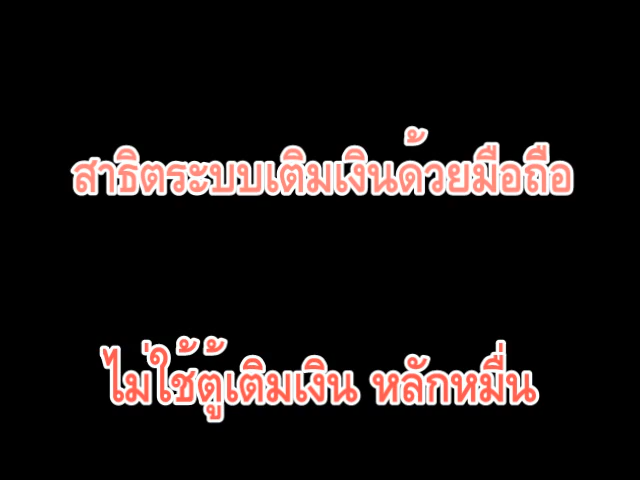 สาธิตระบบเติมเงินด้วยมือถือ
ไม่ใช้ตู้เติมเงิน หลักหมื่น